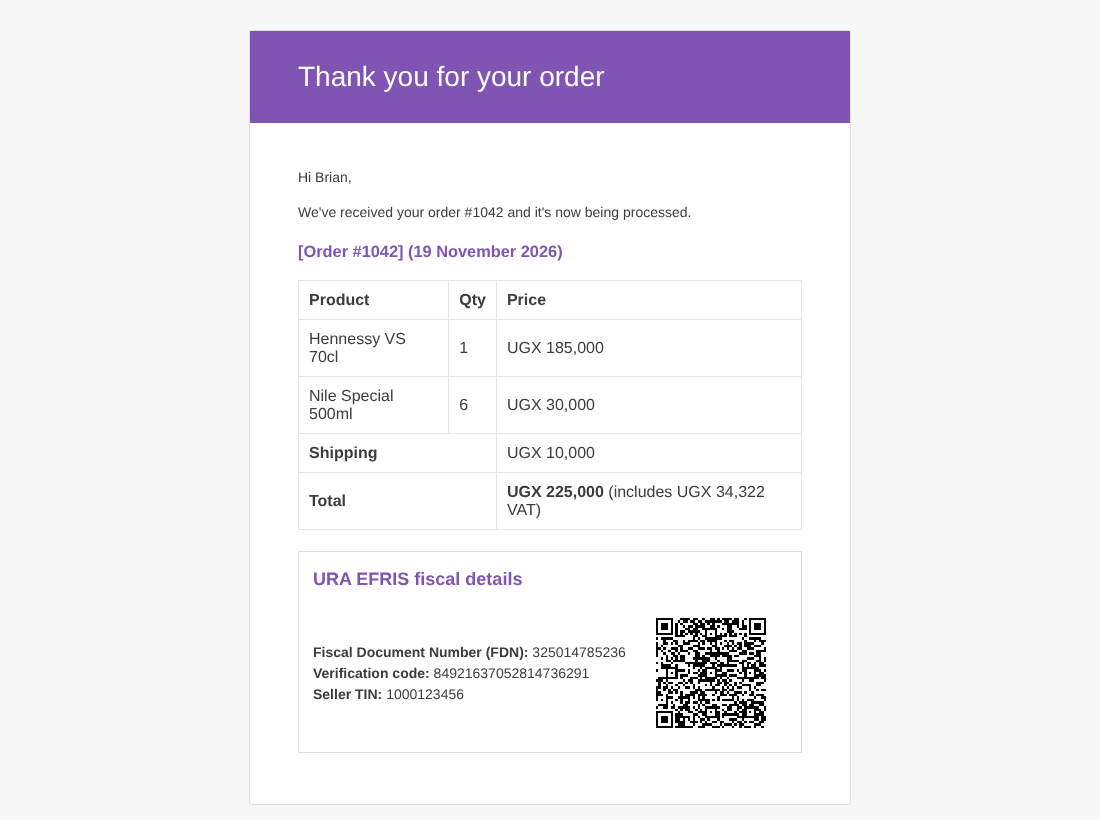 Thank you for your order
Hi Brian,
We've received your order #1042 and it's now being processed.
[Order #1042] (19 November 2026)
Product Qty Price
Hennessy VS
70cl
1 UGX 185,000
Nile Special
500ml
6 UGX 30,000
Shipping UGX 10,000
Total UGX 225,000 (includes UGX 34,322
VAT)
URA EFRIS fiscal details
Fiscal Document Number (FDN): 325014785236
Verification code: 84921637052814736291
Seller TIN: 1000123456